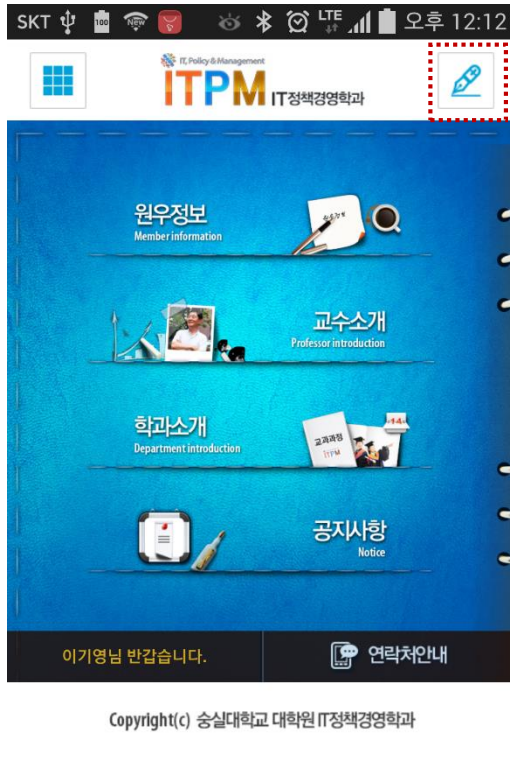 SKT 100 New LTE 오후 12:12
IT, Policy & Management
ITPM IT정책경영학과
원우정보
Member information
교수소개
Professor introduction
학과소개
Department introduction
교과과정
ITPM
14
공지사항
Notice
이기영님 반갑습니다.
연락처안내
Copyright(c) 숭실대학교 대학원 IT정책경영학과